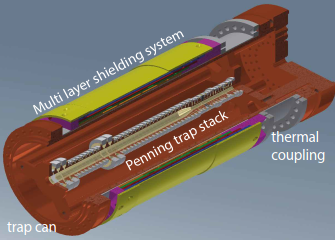 Multi layer shielding system
Penning trap stack
thermal
coupling
trap can